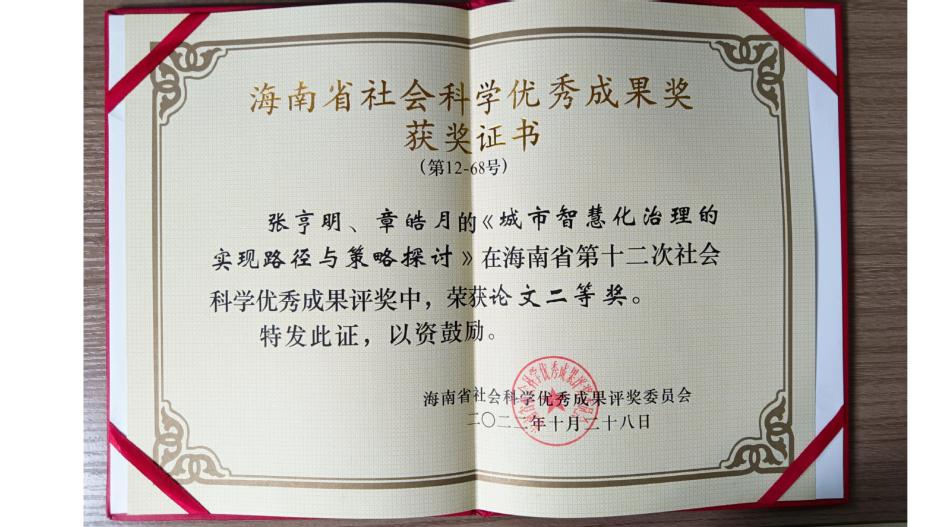 海南省社会科学优秀成果奖
获奖证书
（第12-68号）
张亨明、章皓月的《城市智慧化治理的
实现路径与策略探讨》在海南省第十二次社会
科学优秀成果评奖中，荣获论文二等奖。
特发此证，以资鼓励。
海南省社会科学优秀成果评奖委员会
二〇二二年十月二十八日